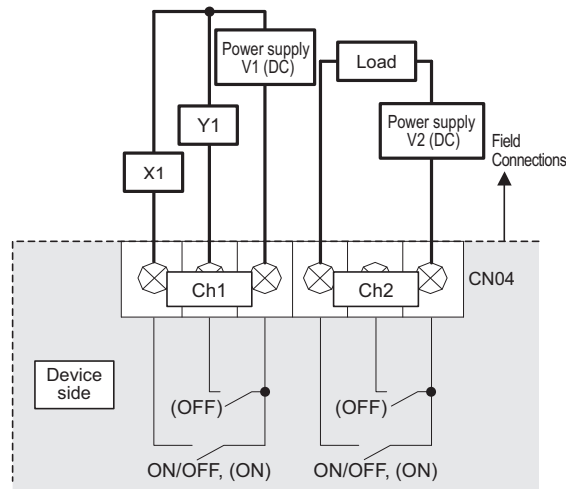 Power supply
V1 (DC)
Load
Y1
Power supply
V2 (DC)
Field
Connections
X1
Ch1
Ch2
CN04
Device
side
(OFF)
(OFF)
ON/OFF, (ON)
ON/OFF, (ON)